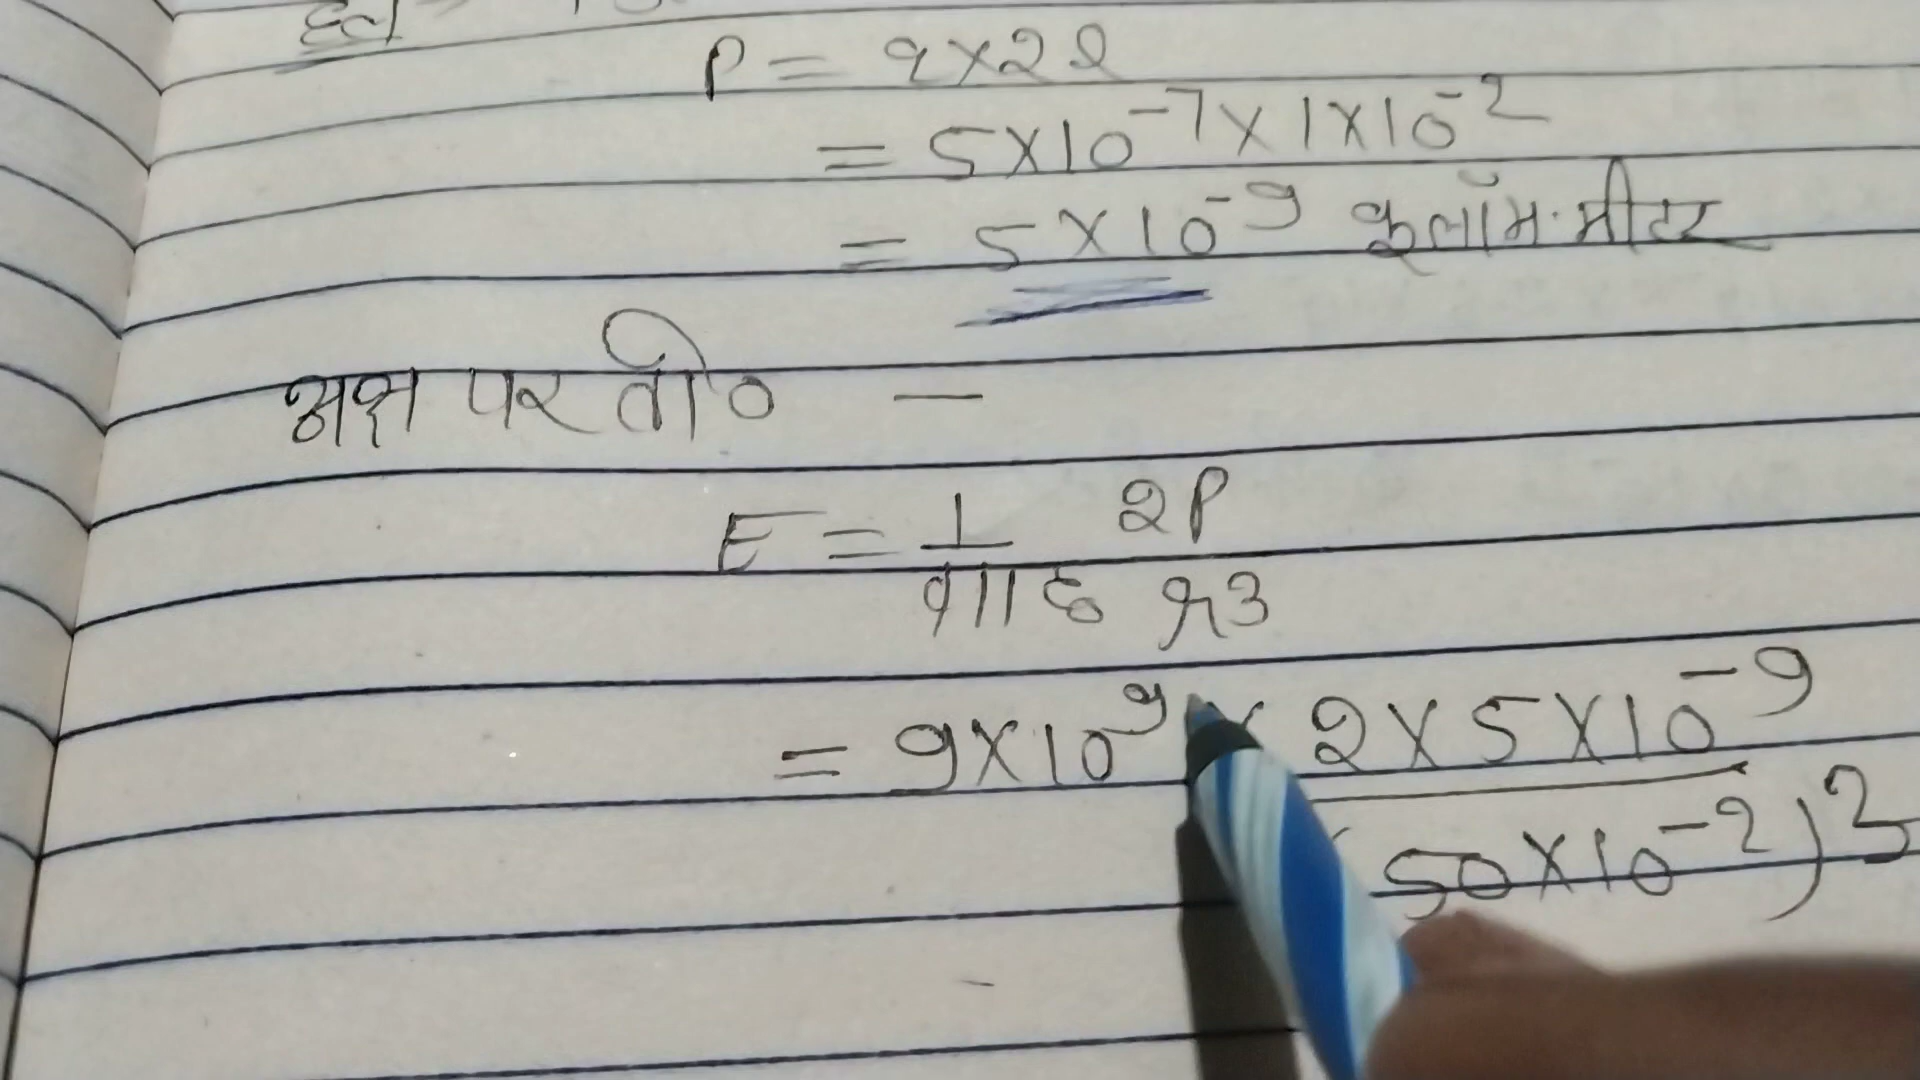 हल
P = q×2l
= 5×10⁻⁷×1×10⁻²
= 5×10⁻⁹ कूलॉम·मीटर
अक्ष पर ती० —
E = 1 2P
4πε₀ r3
= 9×10⁹ × 2×5×10⁻⁹
(50×10⁻²)3